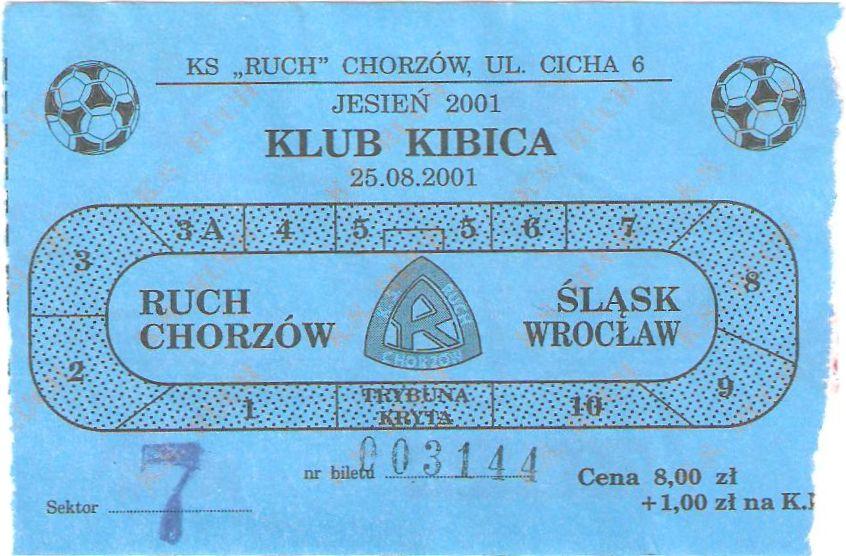 KS „RUCH” CHORZÓW, UL. CICHA 6
JESIEŃ 2001
KLUB KIBICA
25.08.2001
3 3A 4 5 5 6 7 8
RUCH
CHORZÓW
K.S. RUCH
R
CHORZÓW
ŚLĄSK
WROCŁAW
2 1 TRYBUNA
KRYTA 10 9
nr biletu 003144
Sektor 7
Cena 8,00 zł
+1,00 zł na K.